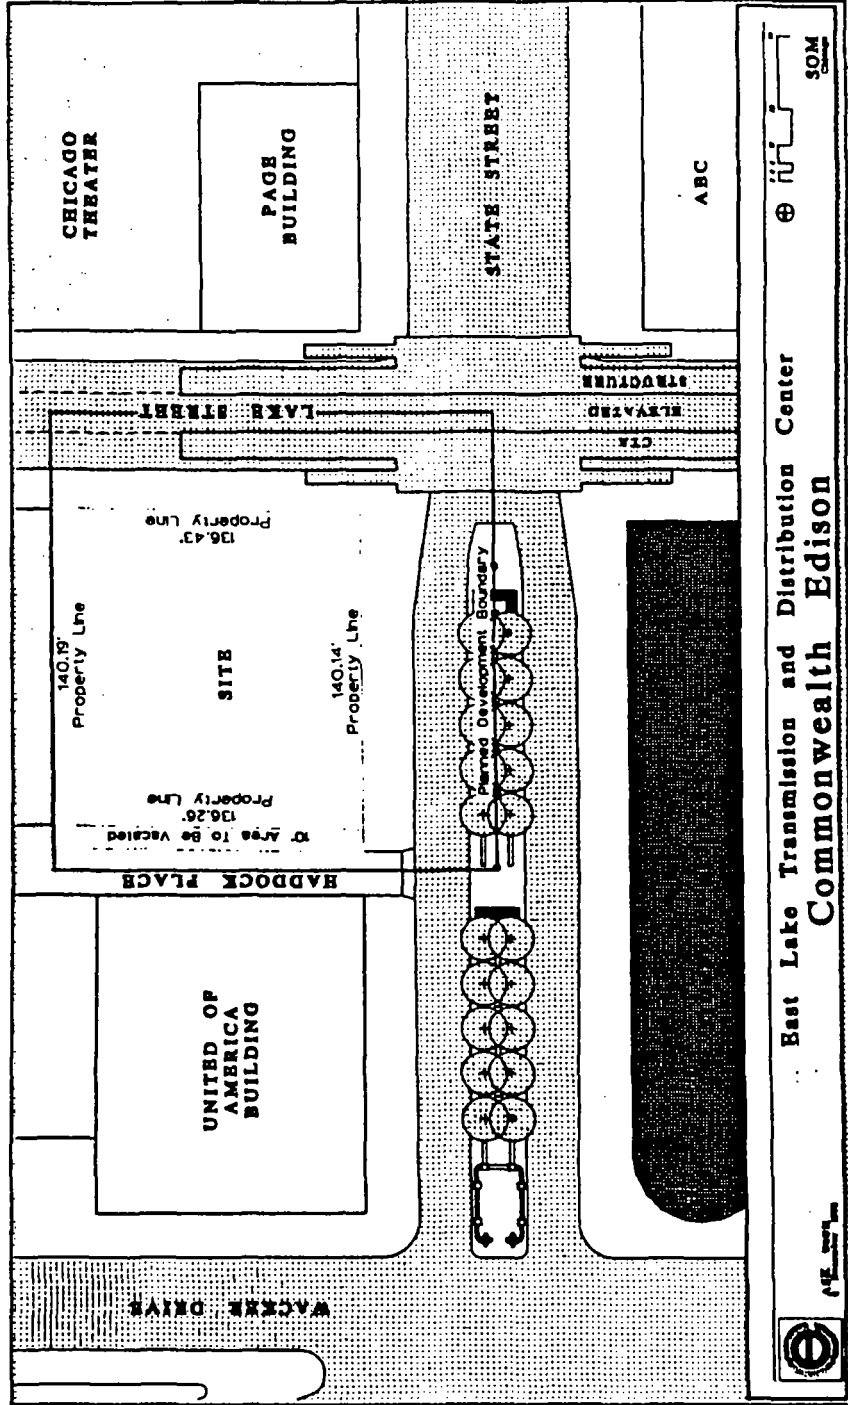 CHICAGO
THEATER
PAGE
BUILDING
STATE STREET
ABC
LAKE STREET
CTA
ELEVATED
STRUCTURE
136.43'
Property Line
140.19'
Property Line
SITE
140.14'
Property Line
136.26'
Property Line
10' Area To Be Vacated
Planned Development Boundary
HADDOCK PLACE
UNITED OF
AMERICA
BUILDING
WACKER DRIVE
East Lake Transmission and Distribution Center
Commonwealth Edison
SOM
Chicago